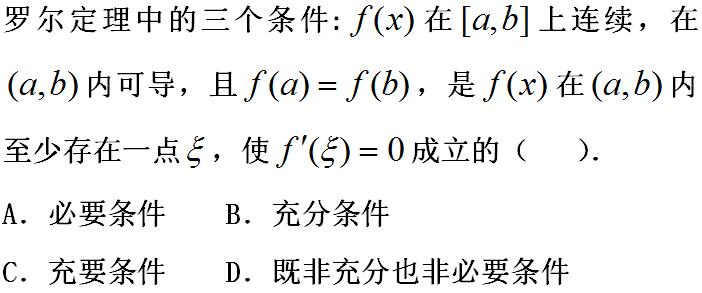 罗尔定理中的三个条件: f(x) 在 [a,b] 上连续，在
(a,b) 内可导，且 f(a) = f(b)，是 f(x) 在 (a,b) 内
至少存在一点 ξ，使 f′(ξ) = 0 成立的（　　）.
A. 必要条件　　B. 充分条件
C. 充要条件　　D. 既非充分也非必要条件